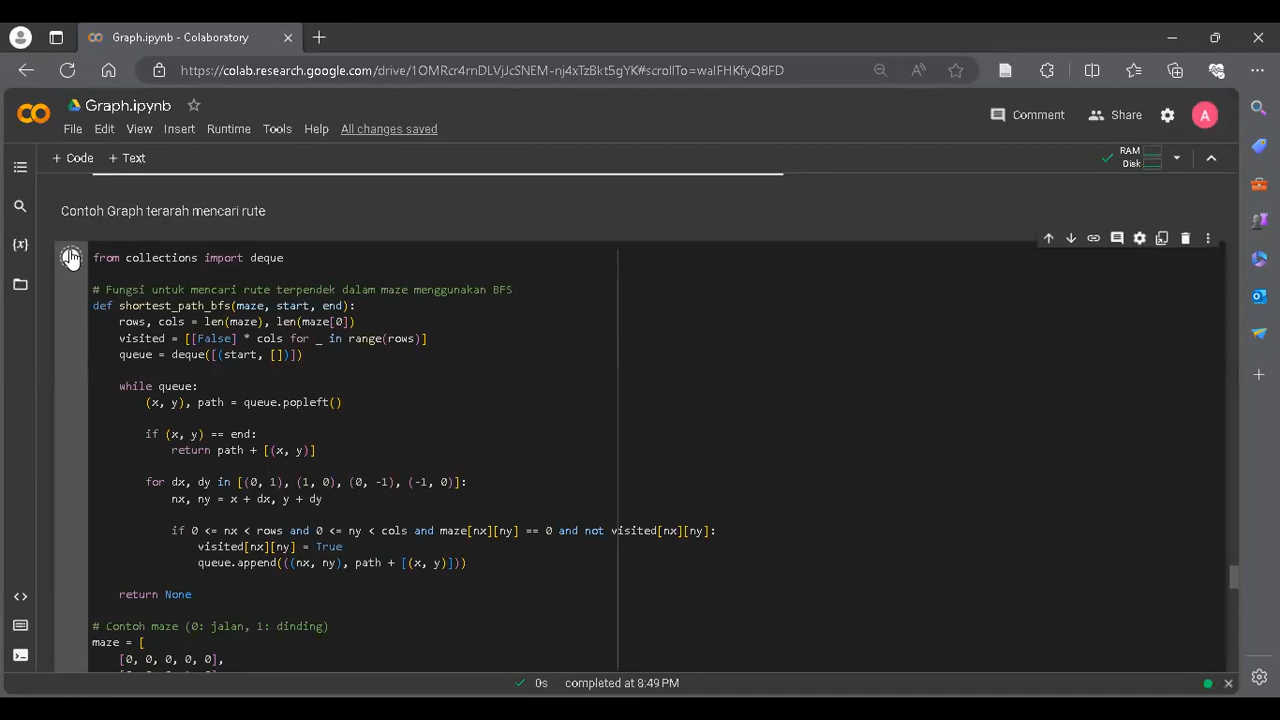 Graph.ipynb - Colaboratory
https://colab.research.google.com/drive/1OMRcr4rnDLVjJcSNEM-nj4xTzBkt5gYK#scrollTo=walFHKfyQ8FD
Graph.ipynb
Comment
Share
A
File Edit View Insert Runtime Tools Help All changes saved
+ Code + Text
RAM
Disk
Contoh Graph terarah mencari rute
from collections import deque
# Fungsi untuk mencari rute terpendek dalam maze menggunakan BFS
def shortest_path_bfs(maze, start, end):
    rows, cols = len(maze), len(maze[0])
    visited = [[False] * cols for _ in range(rows)]
    queue = deque([(start, [])])
    while queue:
        (x, y), path = queue.popleft()
        if (x, y) == end:
            return path + [(x, y)]
        for dx, dy in [(0, 1), (1, 0), (0, -1), (-1, 0)]:
            nx, ny = x + dx, y + dy
            if 0 <= nx < rows and 0 <= ny < cols and maze[nx][ny] == 0 and not visited[nx][ny]:
                visited[nx][ny] = True
                queue.append(((nx, ny), path + [(x, y)]))
    return None
# Contoh maze (0: jalan, 1: dinding)
maze = [
    [0, 0, 0, 0, 0],
0s completed at 8:49 PM